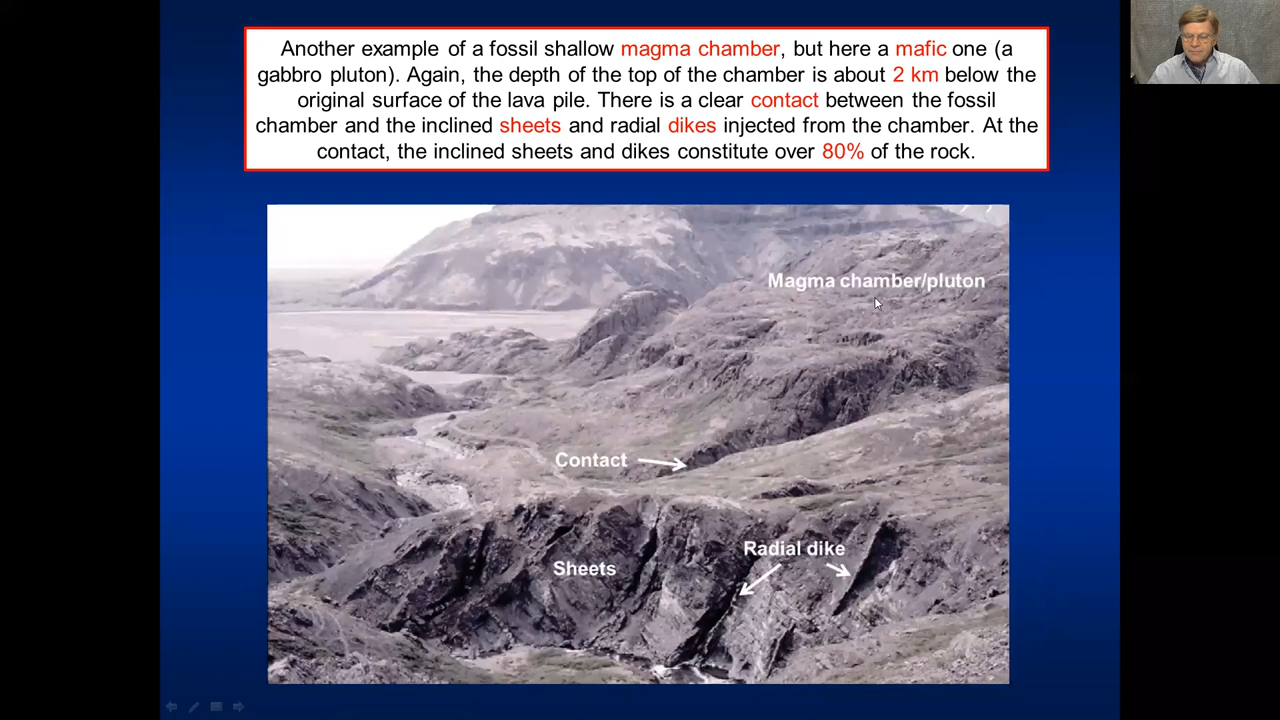 Another example of a fossil shallow magma chamber, but here a mafic one (a
gabbro pluton). Again, the depth of the top of the chamber is about 2 km below the
original surface of the lava pile. There is a clear contact between the fossil
chamber and the inclined sheets and radial dikes injected from the chamber. At the
contact, the inclined sheets and dikes constitute over 80% of the rock.
Magma chamber/pluton
Contact
Radial dike
Sheets